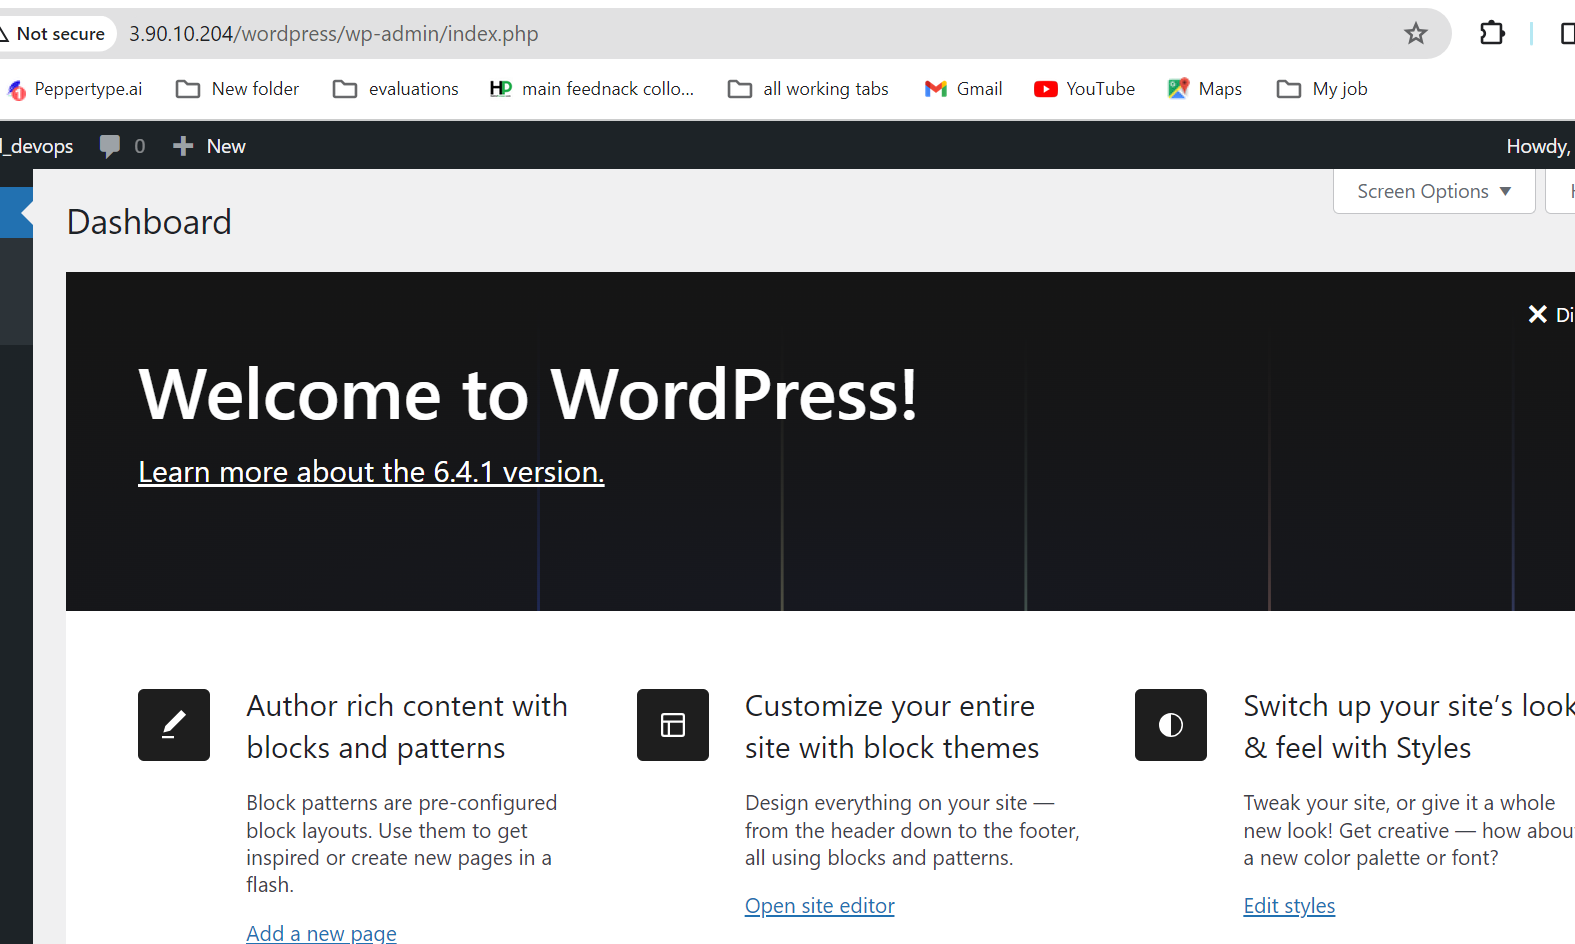 Not secure 3.90.10.204/wordpress/wp-admin/index.php
Peppertype.ai New folder evaluations main feednack collo... all working tabs Gmail YouTube Maps My job
l_devops 0 New Howdy,
Screen Options
Dashboard
Di
Welcome to WordPress!
Learn more about the 6.4.1 version.
Author rich content with
blocks and patterns
Block patterns are pre-configured
block layouts. Use them to get
inspired or create new pages in a
flash.
Add a new page
Customize your entire
site with block themes
Design everything on your site —
from the header down to the footer,
all using blocks and patterns.
Open site editor
Switch up your site’s look
& feel with Styles
Tweak your site, or give it a whole
new look! Get creative — how about
a new color palette or font?
Edit styles